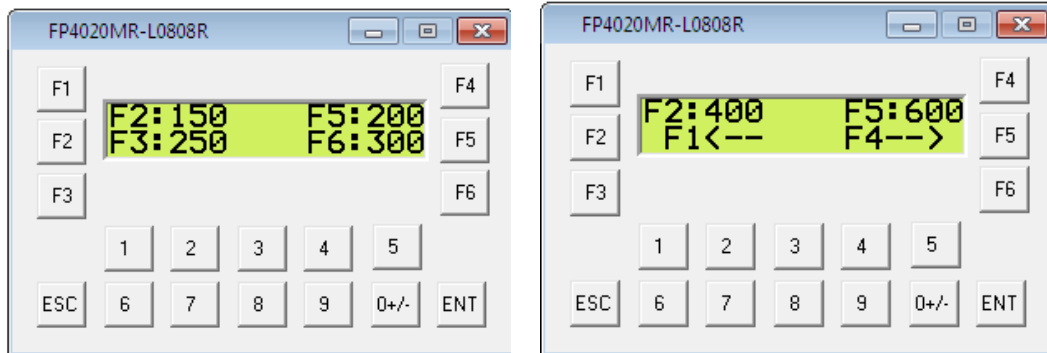 FP4020MR-L0808R
F1
F4
F2:150 F5:200
F3:250 F6:300
F2
F5
F3
F6
1 2 3 4 5
ESC 6 7 8 9 0+/- ENT
FP4020MR-L0808R
F1
F4
F2:400 F5:600
F1<-- F4-->
F2
F5
F3
F6
1 2 3 4 5
ESC 6 7 8 9 0+/- ENT